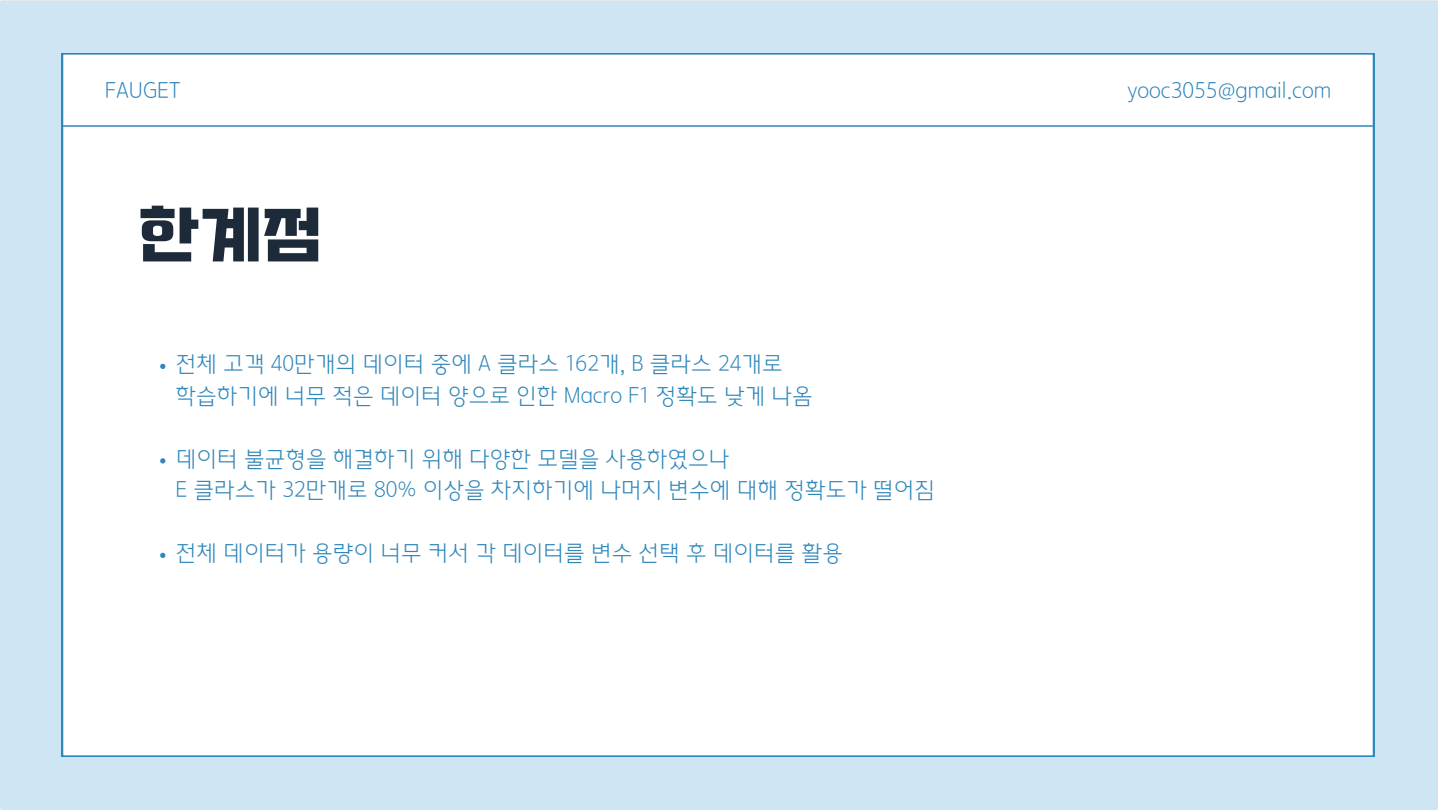 FAUGET
yooc3055@gmail.com
한계점
• 전체 고객 40만개의 데이터 중에 A 클라스 162개, B 클라스 24개로
학습하기에 너무 적은 데이터 양으로 인한 Macro F1 정확도 낮게 나옴
• 데이터 불균형을 해결하기 위해 다양한 모델을 사용하였으나
E 클라스가 32만개로 80% 이상을 차지하기에 나머지 변수에 대해 정확도가 떨어짐
• 전체 데이터가 용량이 너무 커서 각 데이터를 변수 선택 후 데이터를 활용